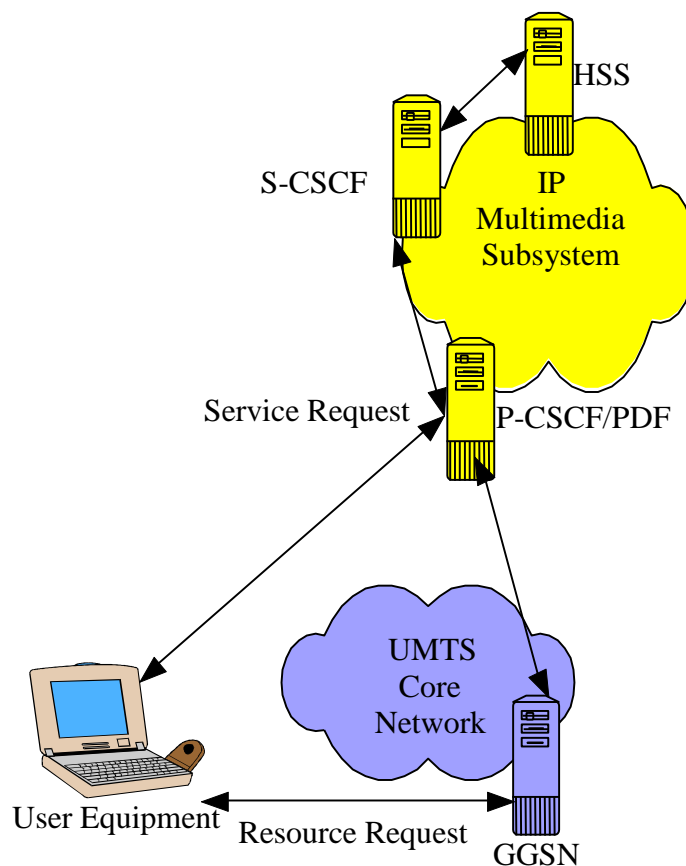 HSS
S-CSCF
IP
Multimedia
Subsystem
Service Request
P-CSCF/PDF
UMTS
Core
Network
User Equipment
Resource Request
GGSN